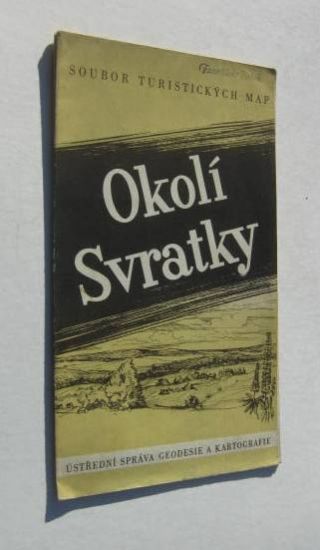 SOUBOR TURISTICKÝCH MAP
Okolí
Svratky
ÚSTŘEDNÍ SPRÁVA GEODESIE A KARTOGRAFIE